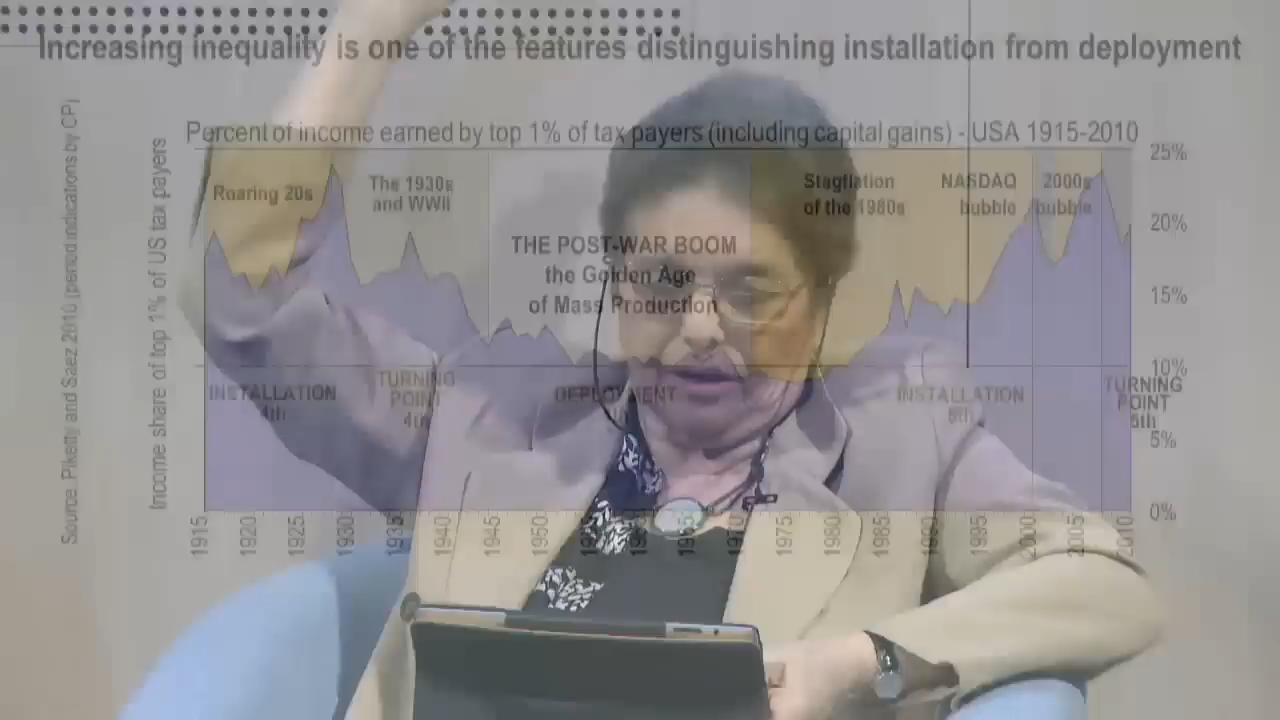 Increasing inequality is one of the features distinguishing installation from deployment
Percent of income earned by top 1% of tax payers (including capital gains) - USA 1915-2010
Source: Piketty and Saez 2010 (period indications by CP)
Income share of top 1% of US tax payers
Roaring 20s
The 1930s
and WWII
THE POST-WAR BOOM
the Golden Age
of Mass Production
Stagflation
of the 1980s
NASDAQ
bubble
2000s
bubble
25%
20%
15%
10%
5%
0%
INSTALLATION
4th
TURNING
POINT
4th
DEPLOYMENT
INSTALLATION
5th
TURNING
POINT
5th
1915
1920
1925
1930
1935
1940
1945
1950
1965
1970
1975
1980
1985
1990
1995
2000
2005
2010